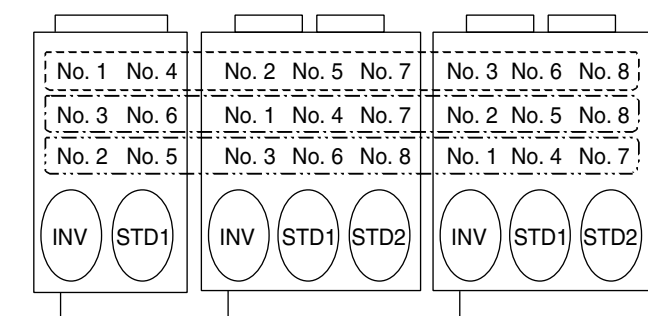 No. 1 No. 4 No. 2 No. 5 No. 7 No. 3 No. 6 No. 8
No. 3 No. 6 No. 1 No. 4 No. 7 No. 2 No. 5 No. 8
No. 2 No. 5 No. 3 No. 6 No. 8 No. 1 No. 4 No. 7
INV STD1 INV STD1 STD2 INV STD1 STD2